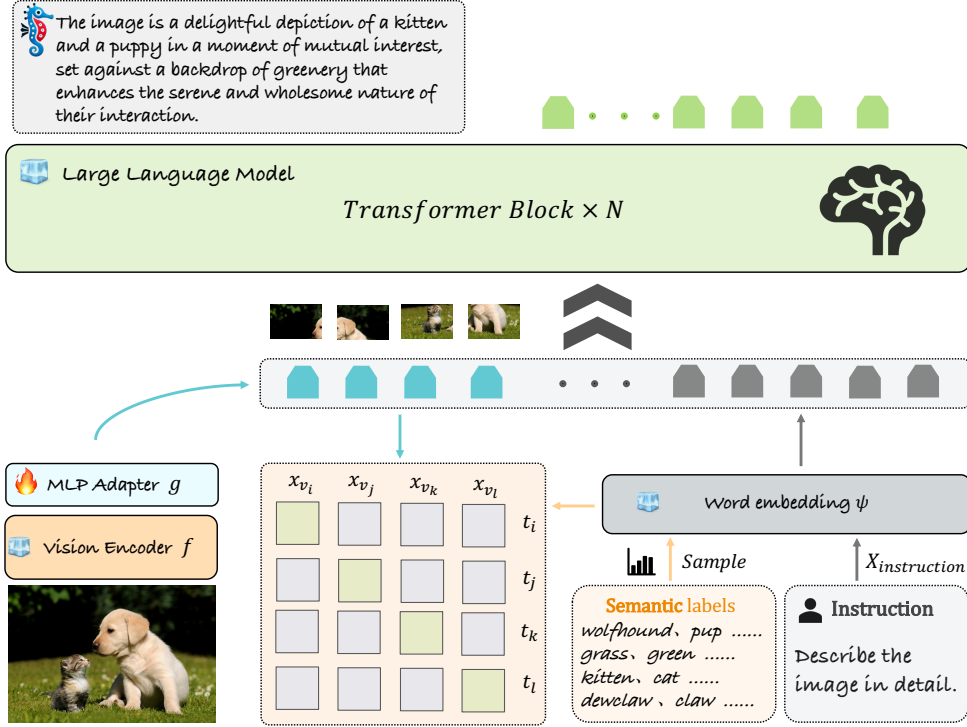 The image is a delightful depiction of a kitten
and a puppy in a moment of mutual interest,
set against a backdrop of greenery that
enhances the serene and wholesome nature of
their interaction.
Large Language Model
Transformer Block × N
MLP Adapter g
Vision Encoder f
x_{v_i} x_{v_j} x_{v_k} x_{v_l}
t_i
t_j
t_k
t_l
Word embedding ψ
Sample
X_{instruction}
Semantic labels
wolfhound、pup ......
grass、green ......
kitten、cat ......
dewclaw、claw ......
Instruction
Describe the
image in detail.